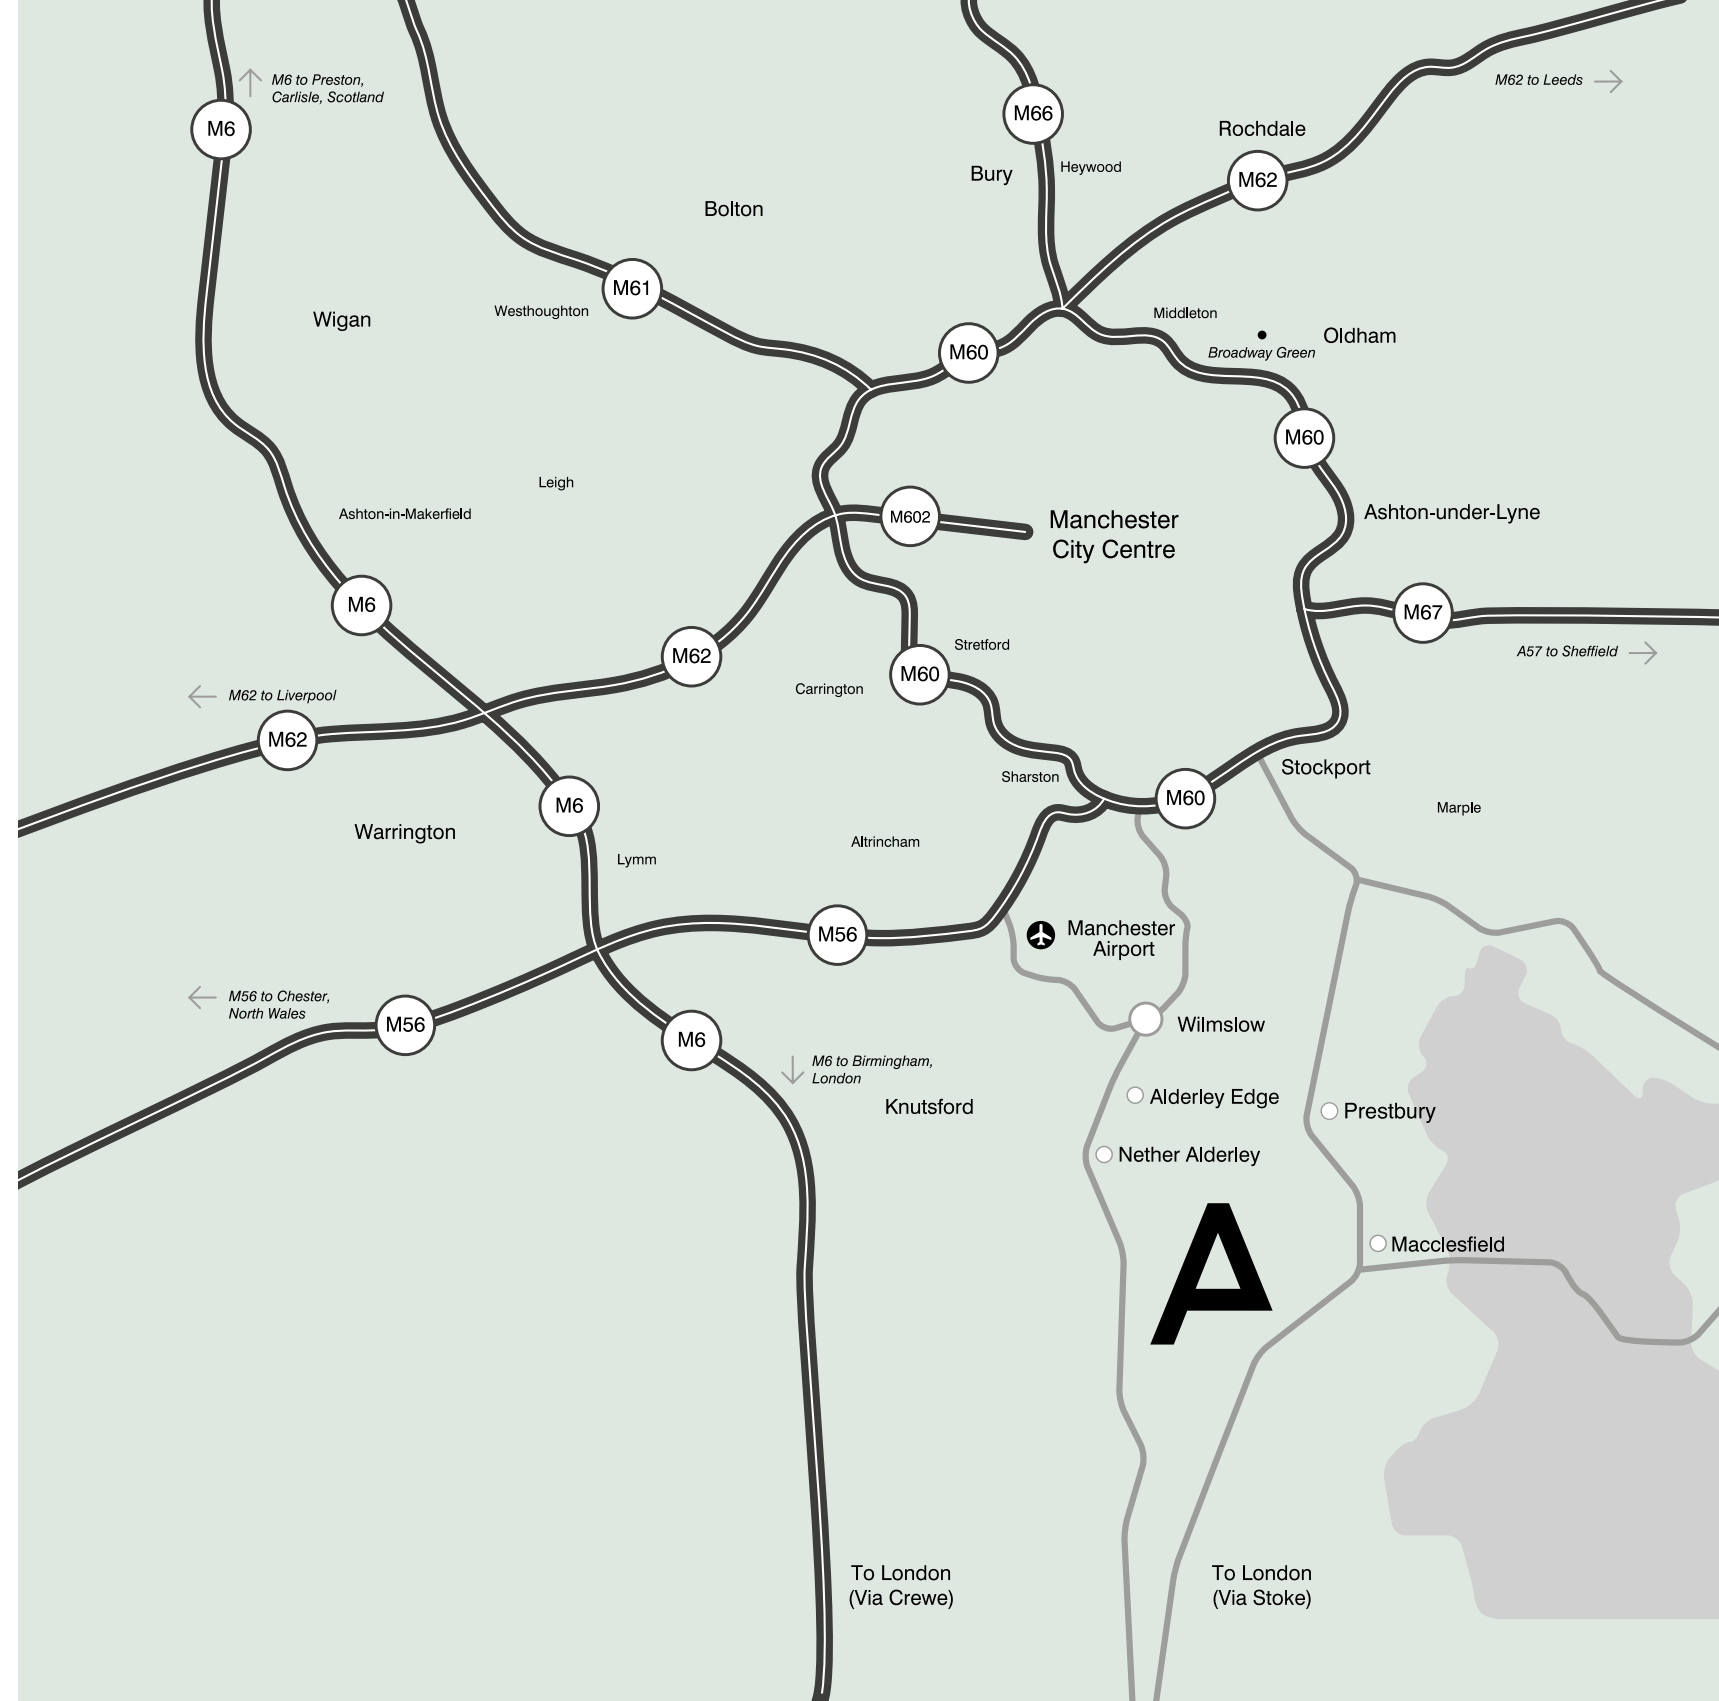 M6 to Preston,
Carlisle, Scotland
M62 to Leeds
M66
M6
Rochdale
Heywood
Bury
M62
Bolton
M61
Westhoughton
Middleton
Wigan
Oldham
M60
Broadway Green
M60
Leigh
Ashton-in-Makerfield
M602
Ashton-under-Lyne
Manchester
City Centre
M6
M67
Stretford
A57 to Sheffield
M62
M60
Carrington
M62 to Liverpool
M62
Stockport
Sharston
M60
M6
Marple
Warrington
Altrincham
Lymm
M56
Manchester
Airport
M56 to Chester,
North Wales
M56
Wilmslow
M6
M6 to Birmingham,
London
Alderley Edge
Knutsford
Prestbury
Nether Alderley
A
Macclesfield
To London
(Via Crewe)
To London
(Via Stoke)